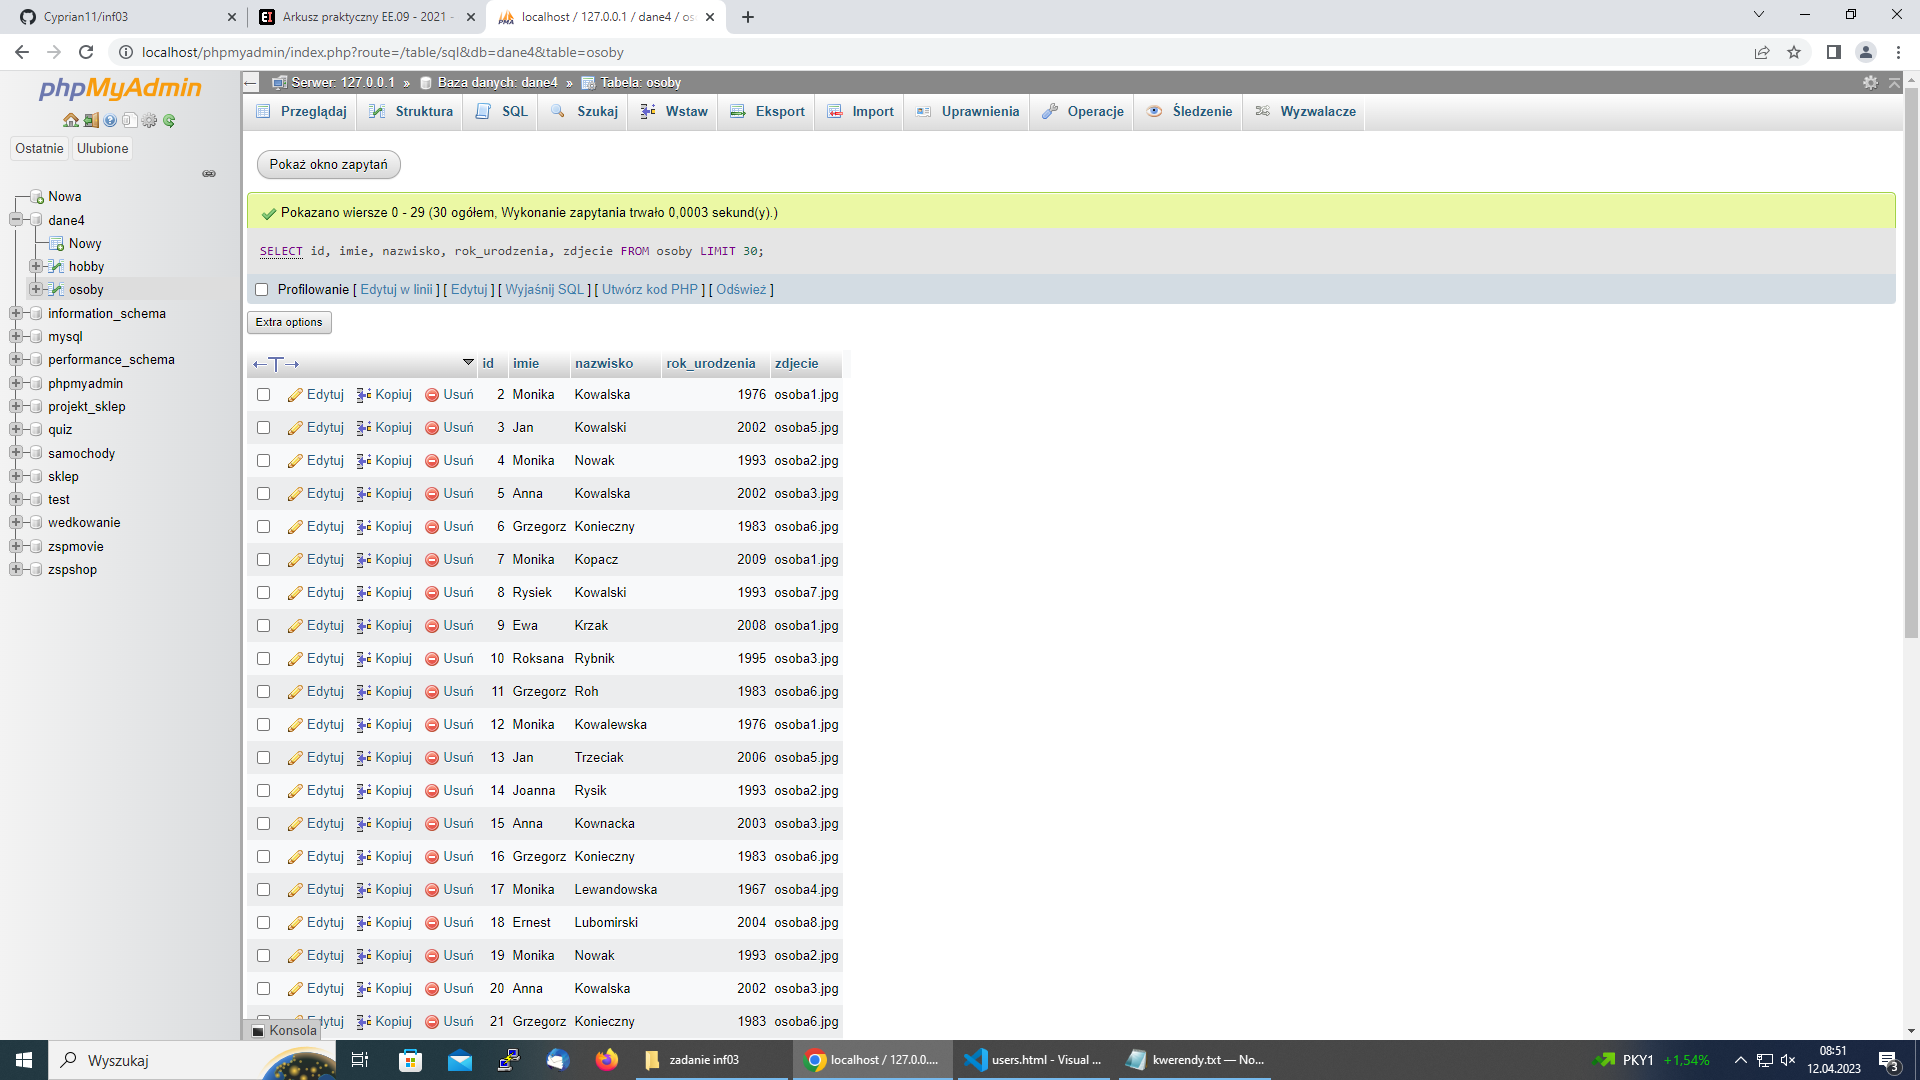 Cyprian11/inf03
EI Arkusz praktyczny EE.09 - 2021 -
localhost / 127.0.0.1 / dane4 / os
localhost/phpmyadmin/index.php?route=/table/sql&db=dane4&table=osoby
phpMyAdmin
Ostatnie Ulubione
Nowa
dane4
Nowy
hobby
osoby
information_schema
mysql
performance_schema
phpmyadmin
projekt_sklep
quiz
samochody
sklep
test
wedkowanie
zspmovie
zspshop
Serwer: 127.0.0.1 » Baza danych: dane4 » Tabela: osoby
Przeglądaj Struktura SQL Szukaj Wstaw Eksport Import Uprawnienia Operacje Śledzenie Wyzwalacze
Pokaż okno zapytań
Pokazano wiersze 0 - 29 (30 ogółem, Wykonanie zapytania trwało 0,0003 sekund(y).)
SELECT id, imie, nazwisko, rok_urodzenia, zdjecie FROM osoby LIMIT 30;
Profilowanie [ Edytuj w linii ] [ Edytuj ] [ Wyjaśnij SQL ] [ Utwórz kod PHP ] [ Odśwież ]
Extra options
←T→ id imie nazwisko rok_urodzenia zdjecie
Edytuj Kopiuj Usuń 2 Monika Kowalska 1976 osoba1.jpg
Edytuj Kopiuj Usuń 3 Jan Kowalski 2002 osoba5.jpg
Edytuj Kopiuj Usuń 4 Monika Nowak 1993 osoba2.jpg
Edytuj Kopiuj Usuń 5 Anna Kowalska 2002 osoba3.jpg
Edytuj Kopiuj Usuń 6 Grzegorz Konieczny 1983 osoba6.jpg
Edytuj Kopiuj Usuń 7 Monika Kopacz 2009 osoba1.jpg
Edytuj Kopiuj Usuń 8 Rysiek Kowalski 1993 osoba7.jpg
Edytuj Kopiuj Usuń 9 Ewa Krzak 2008 osoba1.jpg
Edytuj Kopiuj Usuń 10 Roksana Rybnik 1995 osoba3.jpg
Edytuj Kopiuj Usuń 11 Grzegorz Roh 1983 osoba6.jpg
Edytuj Kopiuj Usuń 12 Monika Kowalewska 1976 osoba1.jpg
Edytuj Kopiuj Usuń 13 Jan Trzeciak 2006 osoba5.jpg
Edytuj Kopiuj Usuń 14 Joanna Rysik 1993 osoba2.jpg
Edytuj Kopiuj Usuń 15 Anna Kownacka 2003 osoba3.jpg
Edytuj Kopiuj Usuń 16 Grzegorz Konieczny 1983 osoba6.jpg
Edytuj Kopiuj Usuń 17 Monika Lewandowska 1967 osoba4.jpg
Edytuj Kopiuj Usuń 18 Ernest Lubomirski 2004 osoba8.jpg
Edytuj Kopiuj Usuń 19 Monika Nowak 1993 osoba2.jpg
Edytuj Kopiuj Usuń 20 Anna Kowalska 2002 osoba3.jpg
tuj Kopiuj Usuń 21 Grzegorz Konieczny 1983 osoba6.jpg
Konsola
Wyszukaj
zadanie inf03
localhost / 127.0.0....
users.html - Visual ...
kwerendy.txt — No...
PKY1 +1,54%
08:51
12.04.2023
3